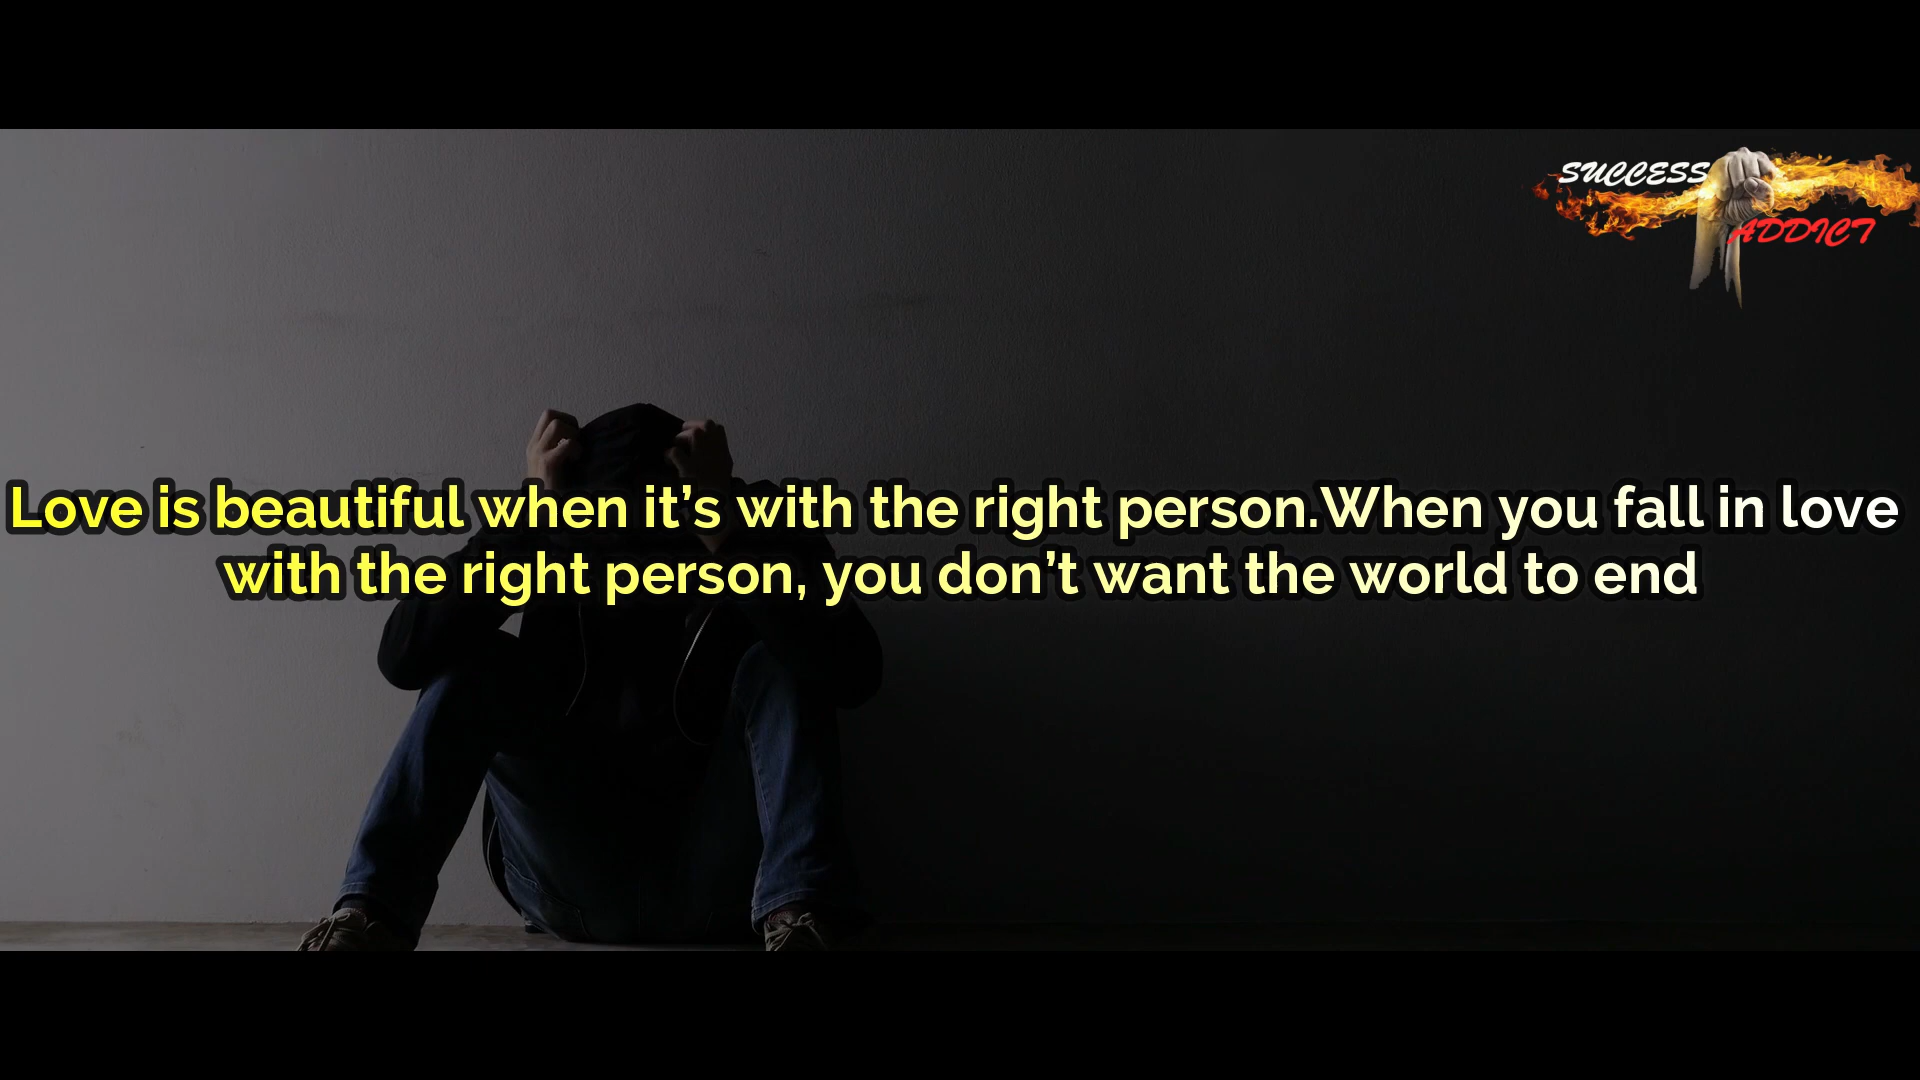 SUCCESS
ADDICT
Love is beautiful when it’s with the right person.When you fall in love
with the right person, you don’t want the world to end